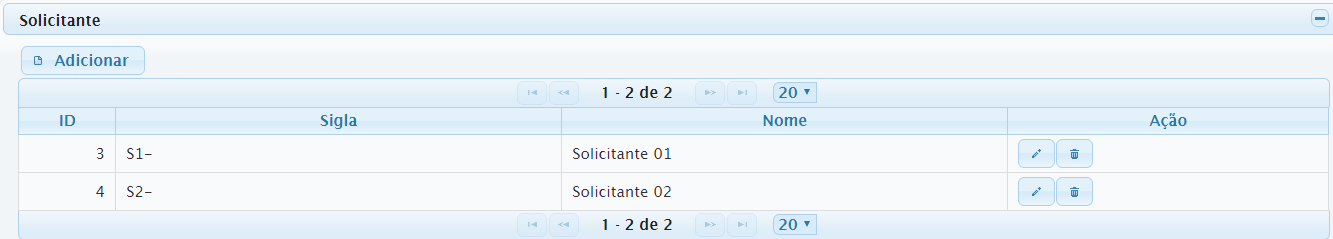 Solicitante
Adicionar
1 - 2 de 2 20
ID Sigla Nome Ação
3 S1- Solicitante 01
4 S2- Solicitante 02
1 - 2 de 2 20